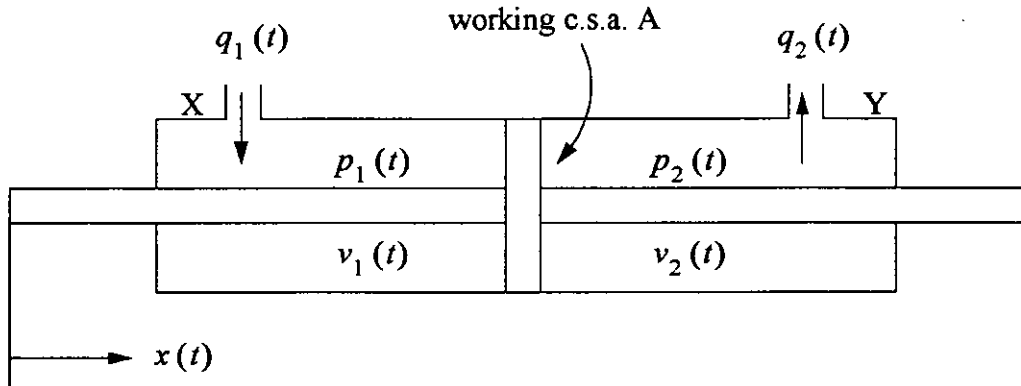 working c.s.a. A
q₁(t)
q₂(t)
X
Y
p₁(t)
p₂(t)
v₁(t)
v₂(t)
x(t)